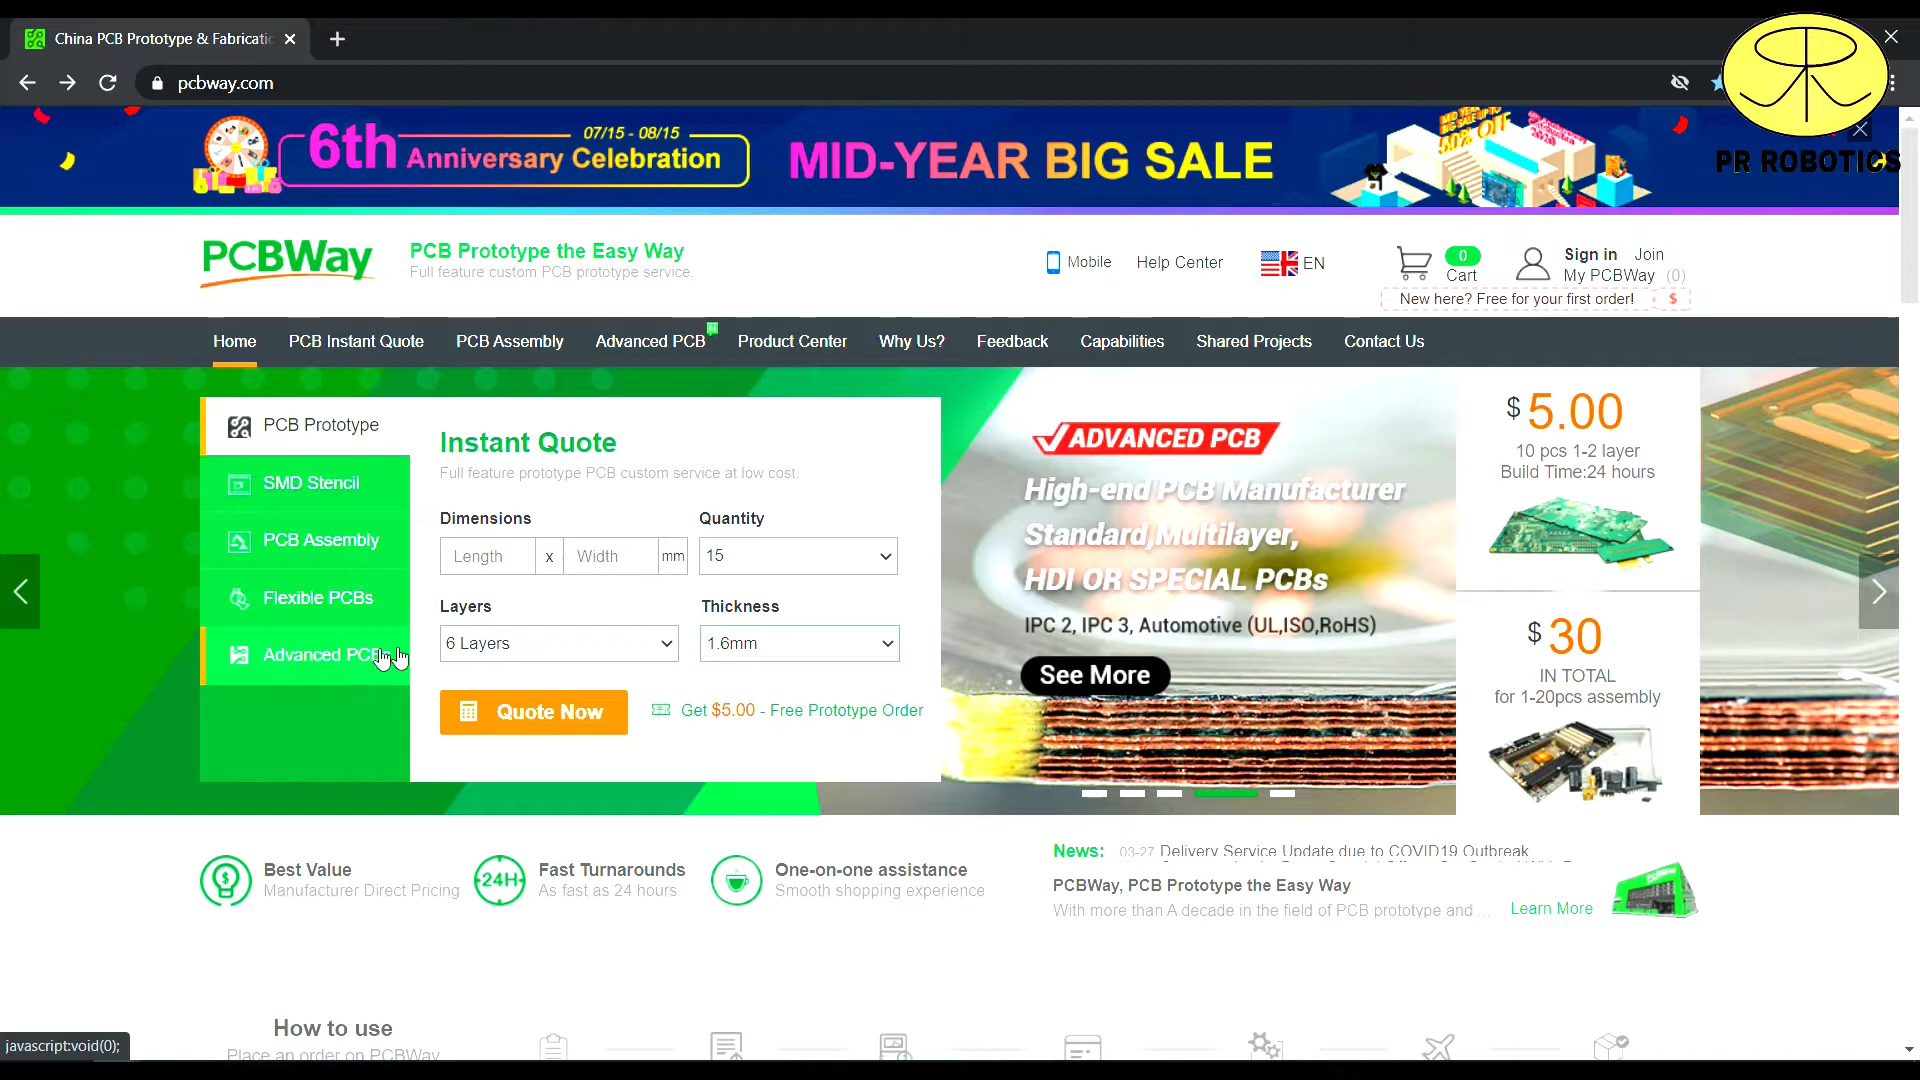 China PCB Prototype & Fabricati
pcbway.com
PR ROBOTICS
6th Anniversary Celebration
07/15 - 08/15
MID-YEAR BIG SALE
PCBWay
PCB Prototype the Easy Way
Full feature custom PCB prototype service.
Mobile
Help Center
EN
0
Cart
Sign in Join
My PCBWay (0)
New here? Free for your first order! $
Home
PCB Instant Quote
PCB Assembly
Advanced PCB
Product Center
Why Us?
Feedback
Capabilities
Shared Projects
Contact Us
PCB Prototype
SMD Stencil
PCB Assembly
Flexible PCBs
Advanced PCB
Instant Quote
Full feature prototype PCB custom service at low cost.
Dimensions
Quantity
Length x Width mm
15
Layers
Thickness
6 Layers
1.6mm
Quote Now
Get $5.00 - Free Prototype Order
ADVANCED PCB
High-end PCB Manufacturer
Standard,Multilayer,
HDI OR SPECIAL PCBs
IPC 2, IPC 3, Automotive (UL,ISO,RoHS)
See More
$ 5.00
10 pcs 1-2 layer
Build Time:24 hours
$ 30
IN TOTAL
for 1-20pcs assembly
Best Value
Manufacturer Direct Pricing
24H
Fast Turnarounds
As fast as 24 hours
One-on-one assistance
Smooth shopping experience
News: 03-27 Delivery Service Update due to COVID19 Outbreak
PCBWay, PCB Prototype the Easy Way
With more than A decade in the field of PCB prototype and ...
Learn More
How to use
Place an order on PCBWay
javascript:void(0);